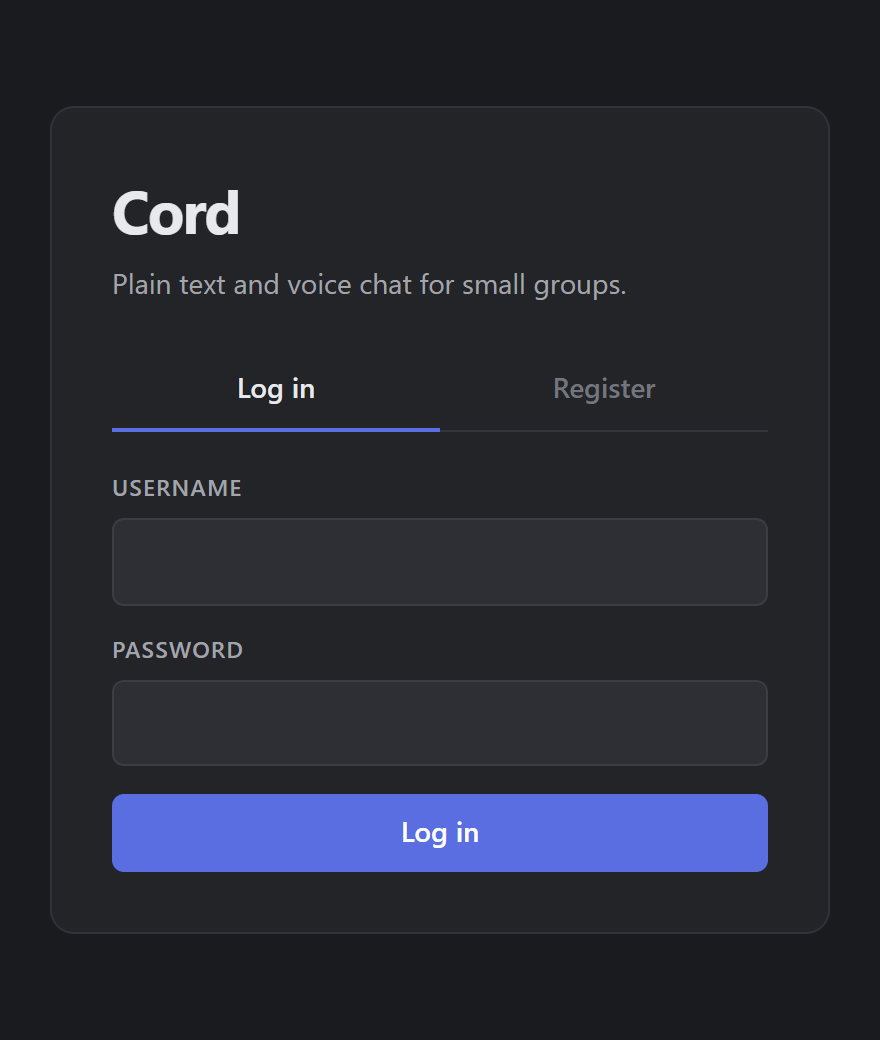 Cord
Plain text and voice chat for small groups.
Log in
Register
USERNAME
PASSWORD
Log in